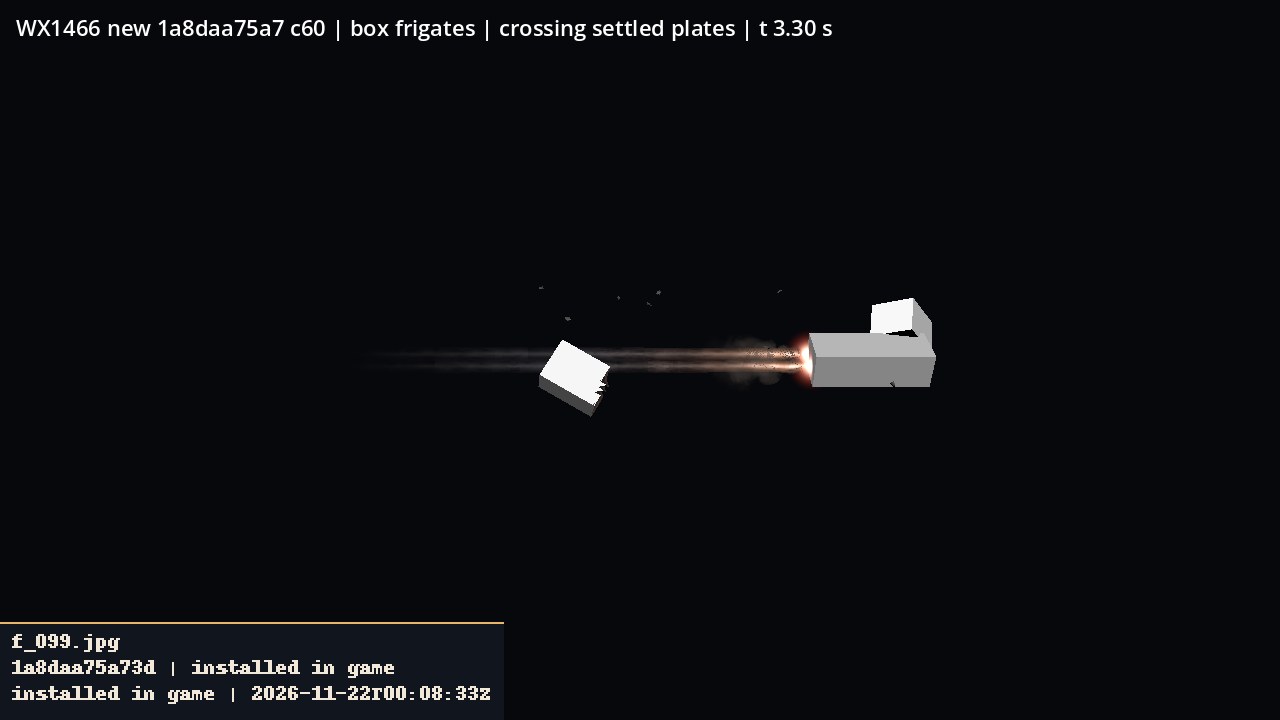 WX1466 new 1a8daa75a7 c60 | box frigates | crossing settled plates | t 3.30 s
f_099.jpg
1a8daa75a73d | installed in game
installed in game | 2026-11-22T00:08:33Z